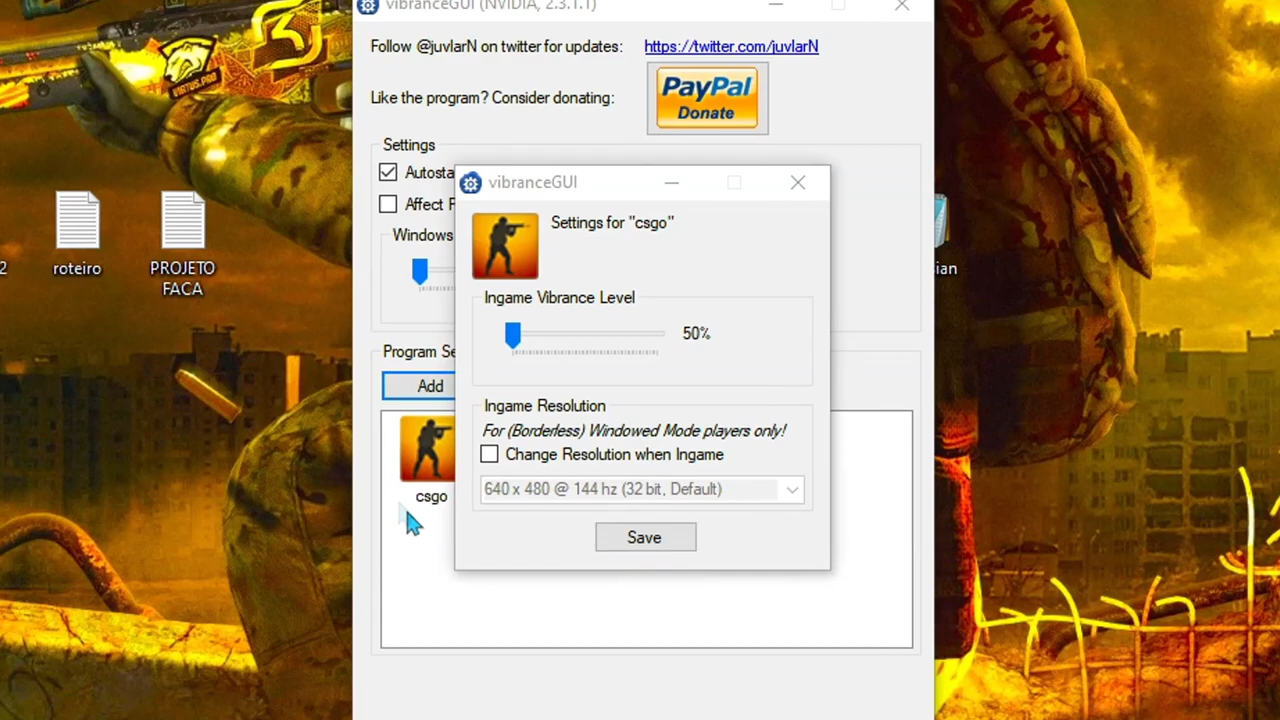 vibranceGUI (NVIDIA, 2.3.1.1)
Follow @juvlarN on twitter for updates:
https://twitter.com/juvlarN
Like the program? Consider donating:
PayPal
Donate
Settings
Autosta
Affect P
Windows
vibranceGUI
Settings for "csgo"
Ingame Vibrance Level
50%
Ingame Resolution
For (Borderless) Windowed Mode players only!
Change Resolution when Ingame
640 x 480 @ 144 hz (32 bit, Default)
Save
Program Se
Add
csgo
roteiro
PROJETO
FACA
2
ian
VIRTUS.PRO